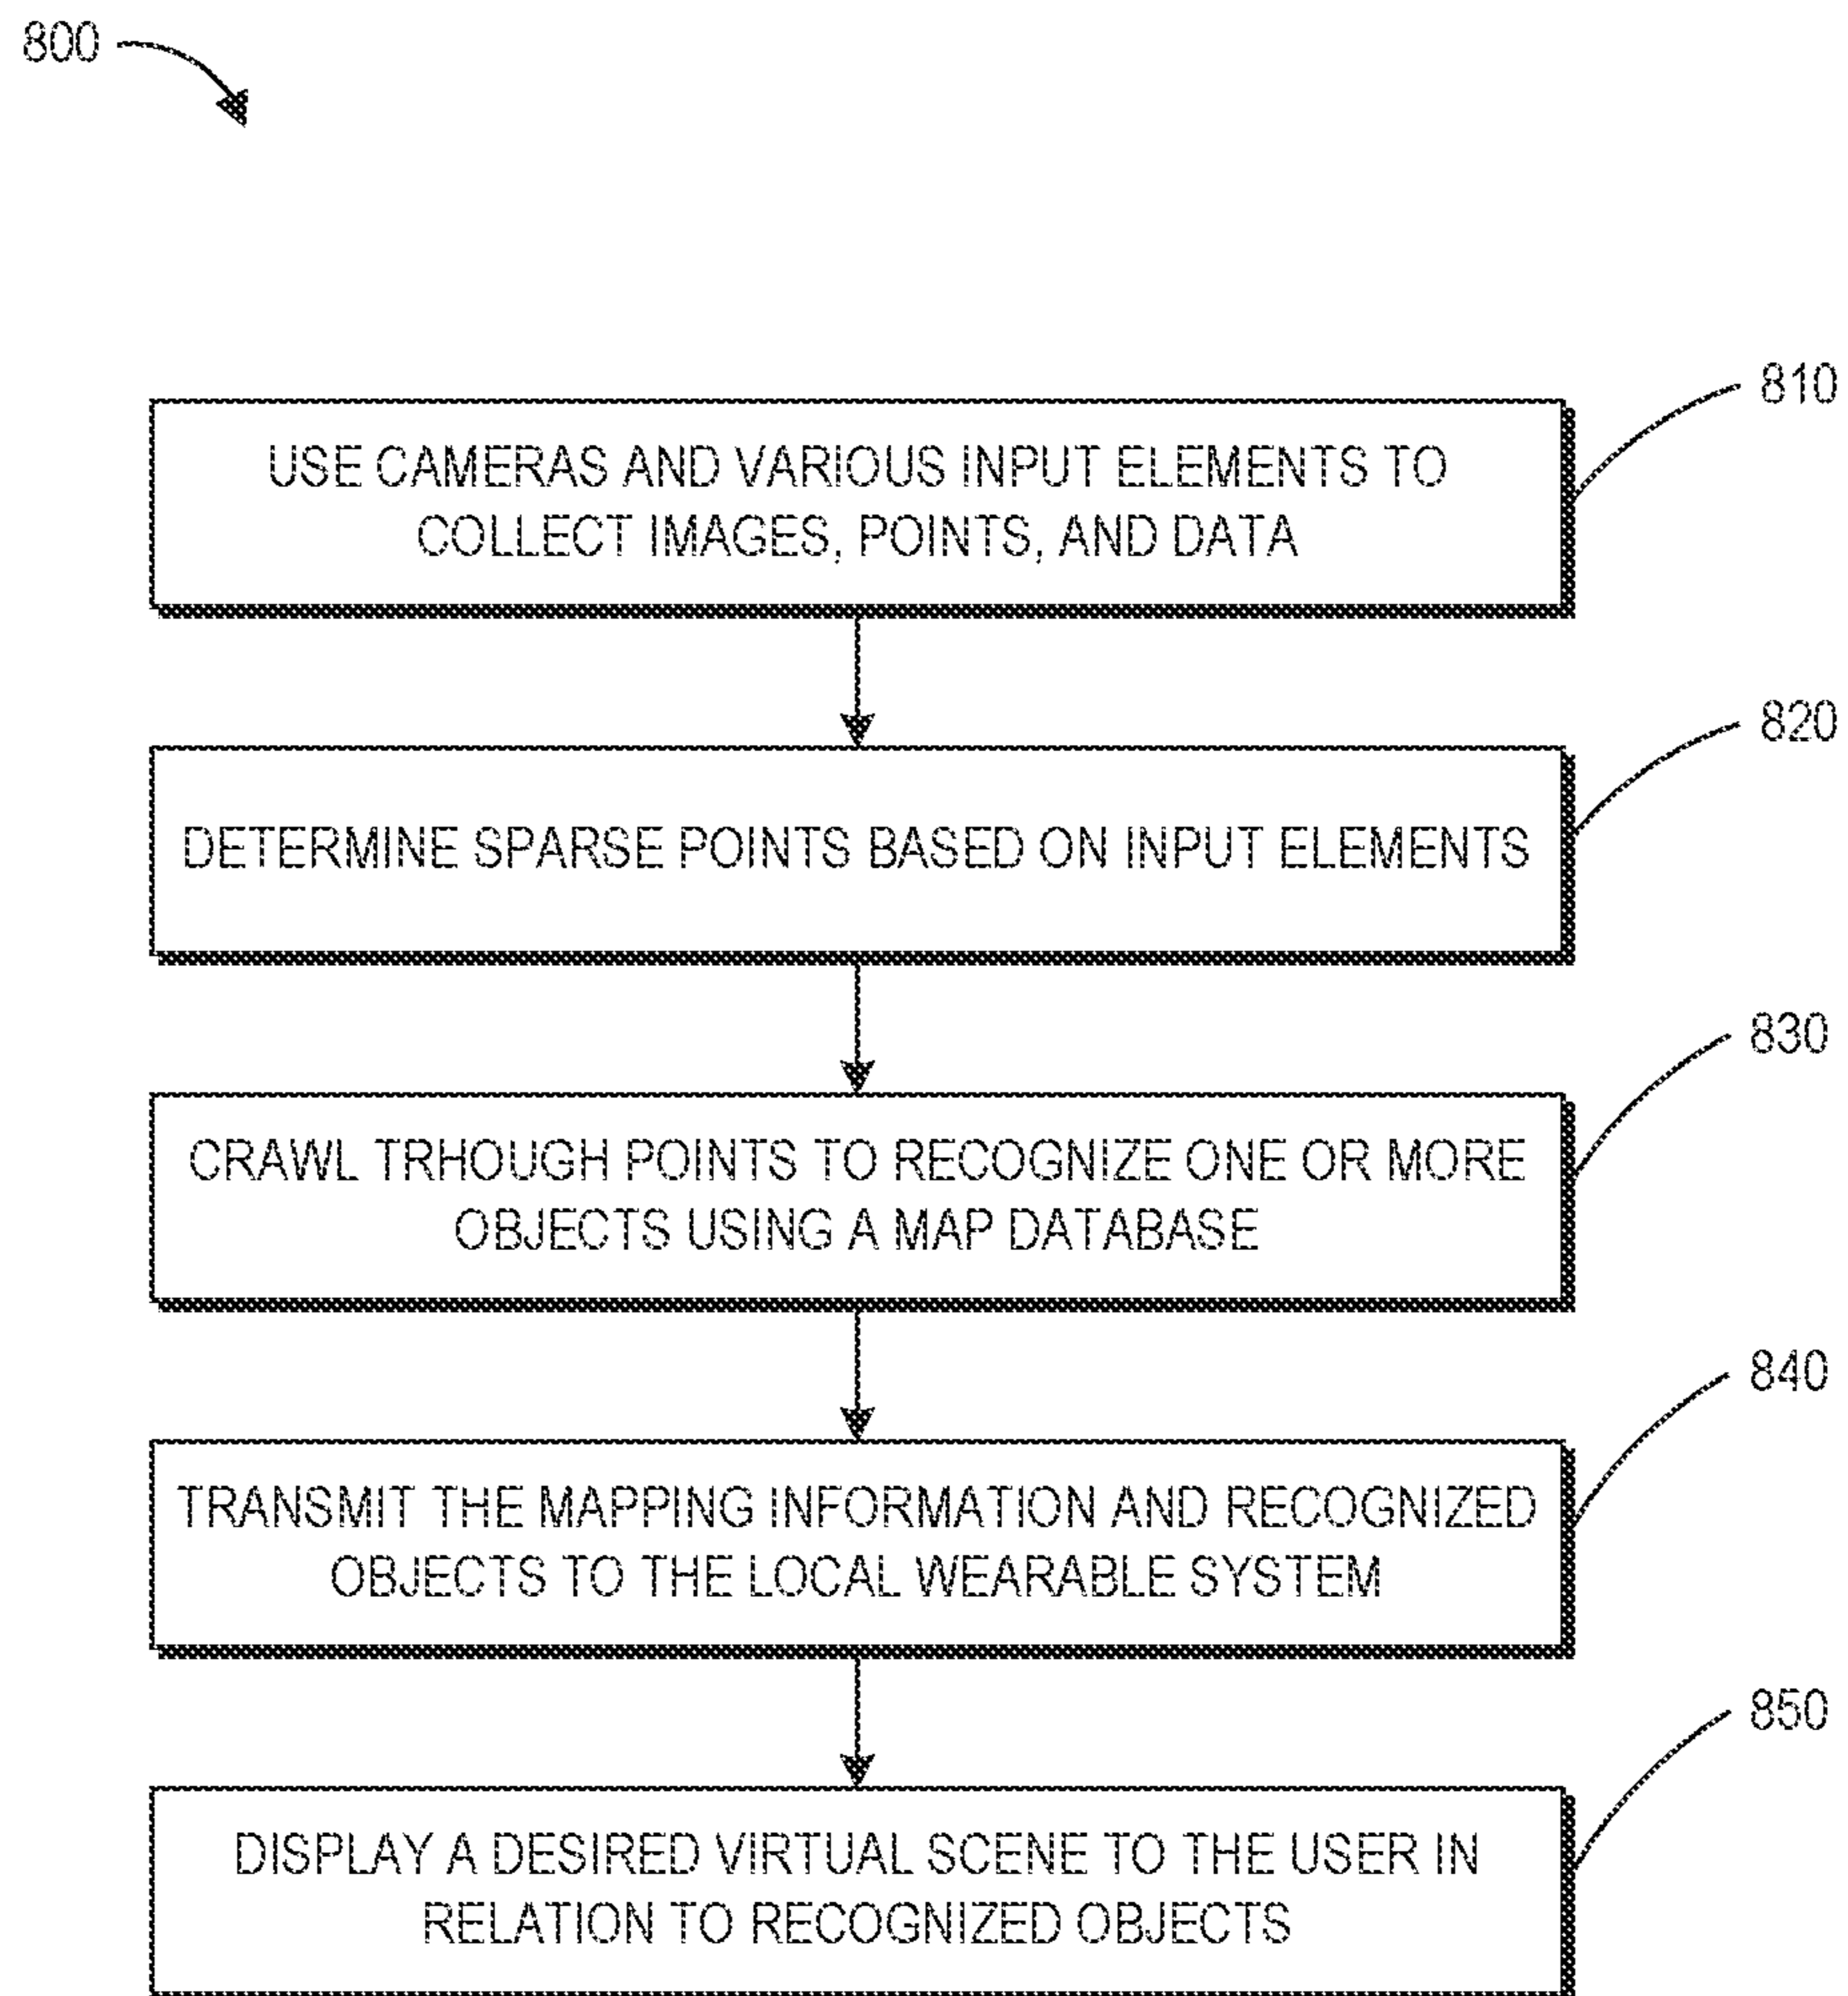 800
810
USE CAMERAS AND VARIOUS INPUT ELEMENTS TO
COLLECT IMAGES, POINTS, AND DATA
820
DETERMINE SPARSE POINTS BASED ON INPUT ELEMENTS
830
CRAWL TRHOUGH POINTS TO RECOGNIZE ONE OR MORE
OBJECTS USING A MAP DATABASE
840
TRANSMIT THE MAPPING INFORMATION AND RECOGNIZED
OBJECTS TO THE LOCAL WEARABLE SYSTEM
850
DISPLAY A DESIRED VIRTUAL SCENE TO THE USER IN
RELATION TO RECOGNIZED OBJECTS